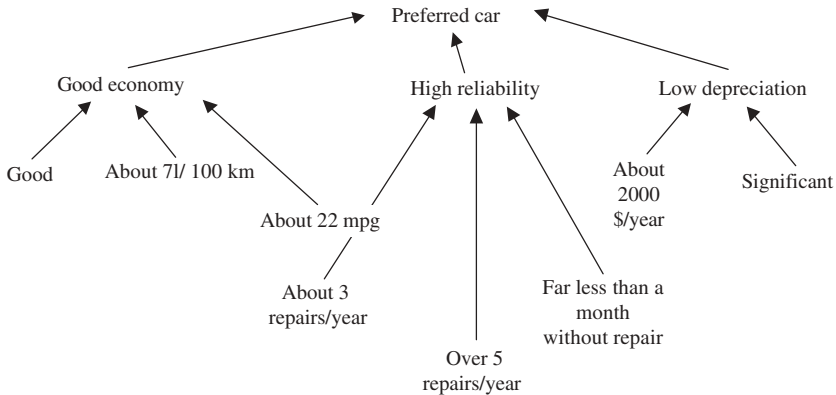 Preferred car
Good economy
High reliability
Low depreciation
Good
About 7l/ 100 km
About 22 mpg
About
2000
$/year
Significant
About 3
repairs/year
Far less than a
month
without repair
Over 5
repairs/year